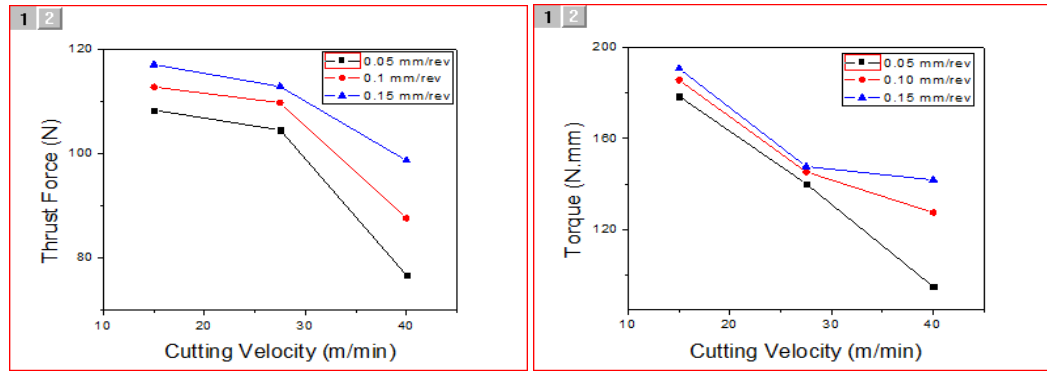 1 2
120
100
80
10 20 30 40
Thrust Force (N)
Cutting Velocity (m/min)
0.05 mm/rev
0.1 mm/rev
0.15 mm/rev
1 2
200
160
120
10 20 30 40
Torque (N.mm)
Cutting Velocity (m/min)
0.05 mm/rev
0.10 mm/rev
0.15 mm/rev